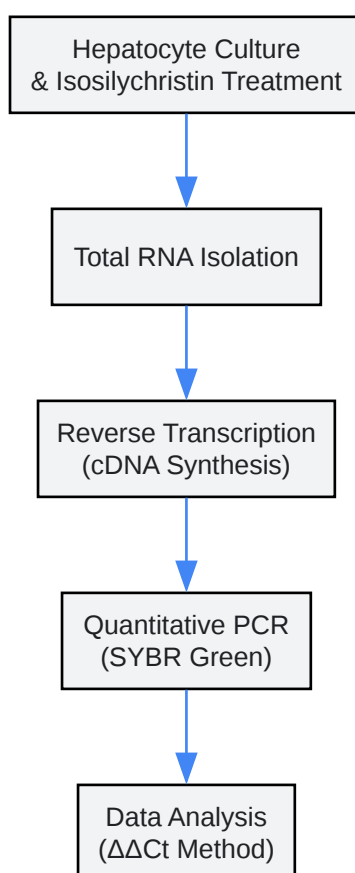 Hepatocyte Culture
& Isosilychristin Treatment
Total RNA Isolation
Reverse Transcription
(cDNA Synthesis)
Quantitative PCR
(SYBR Green)
Data Analysis
(ΔΔCt Method)